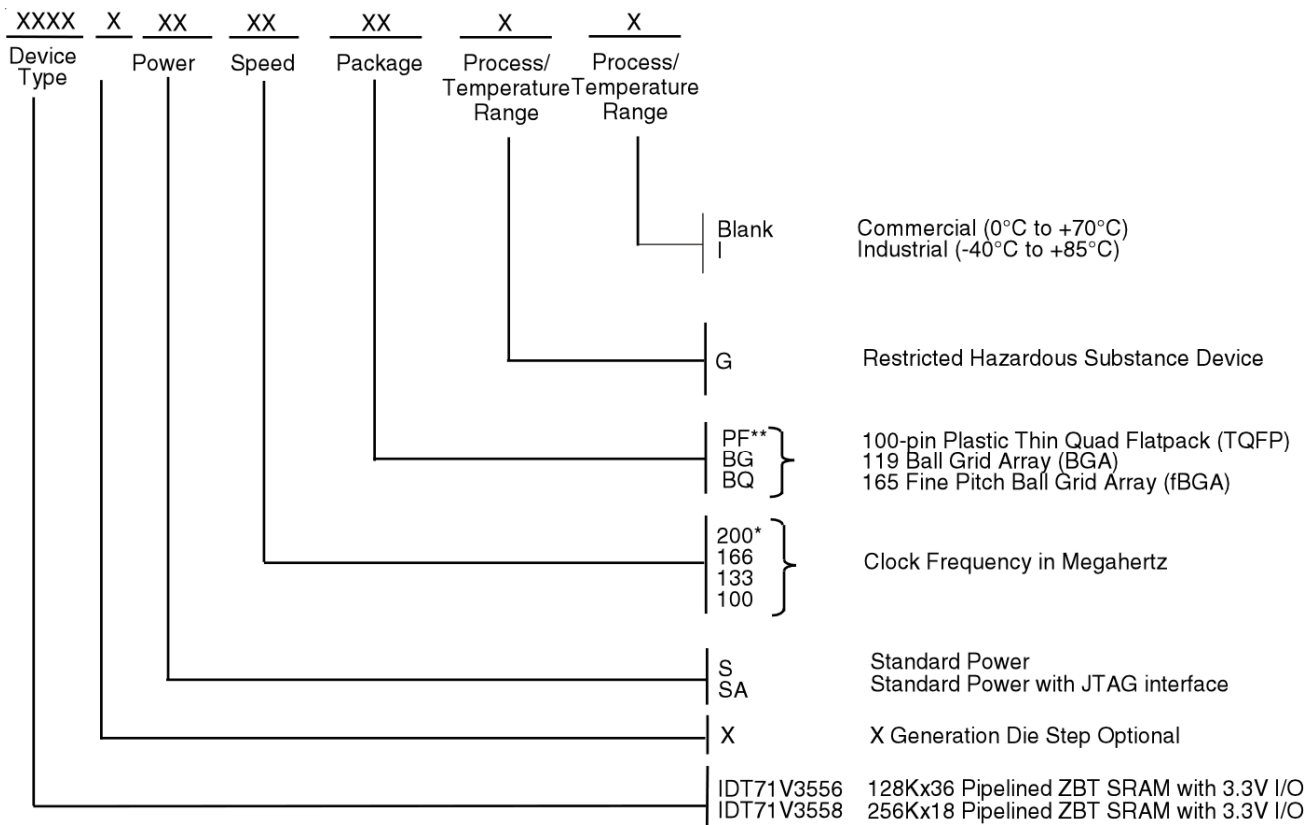 XXXX X XX XX XX X X
Device Type Power Speed Package Process/ Temperature Range Process/ Temperature Range
Blank Commercial (0°C to +70°C)
I Industrial (-40°C to +85°C)
G Restricted Hazardous Substance Device
PF** 100-pin Plastic Thin Quad Flatpack (TQFP)
BG 119 Ball Grid Array (BGA)
BQ 165 Fine Pitch Ball Grid Array (fBGA)
200*
166
133
100
Clock Frequency in Megahertz
S Standard Power
SA Standard Power with JTAG interface
X X Generation Die Step Optional
IDT71V3556 128Kx36 Pipelined ZBT SRAM with 3.3V I/O
IDT71V3558 256Kx18 Pipelined ZBT SRAM with 3.3V I/O